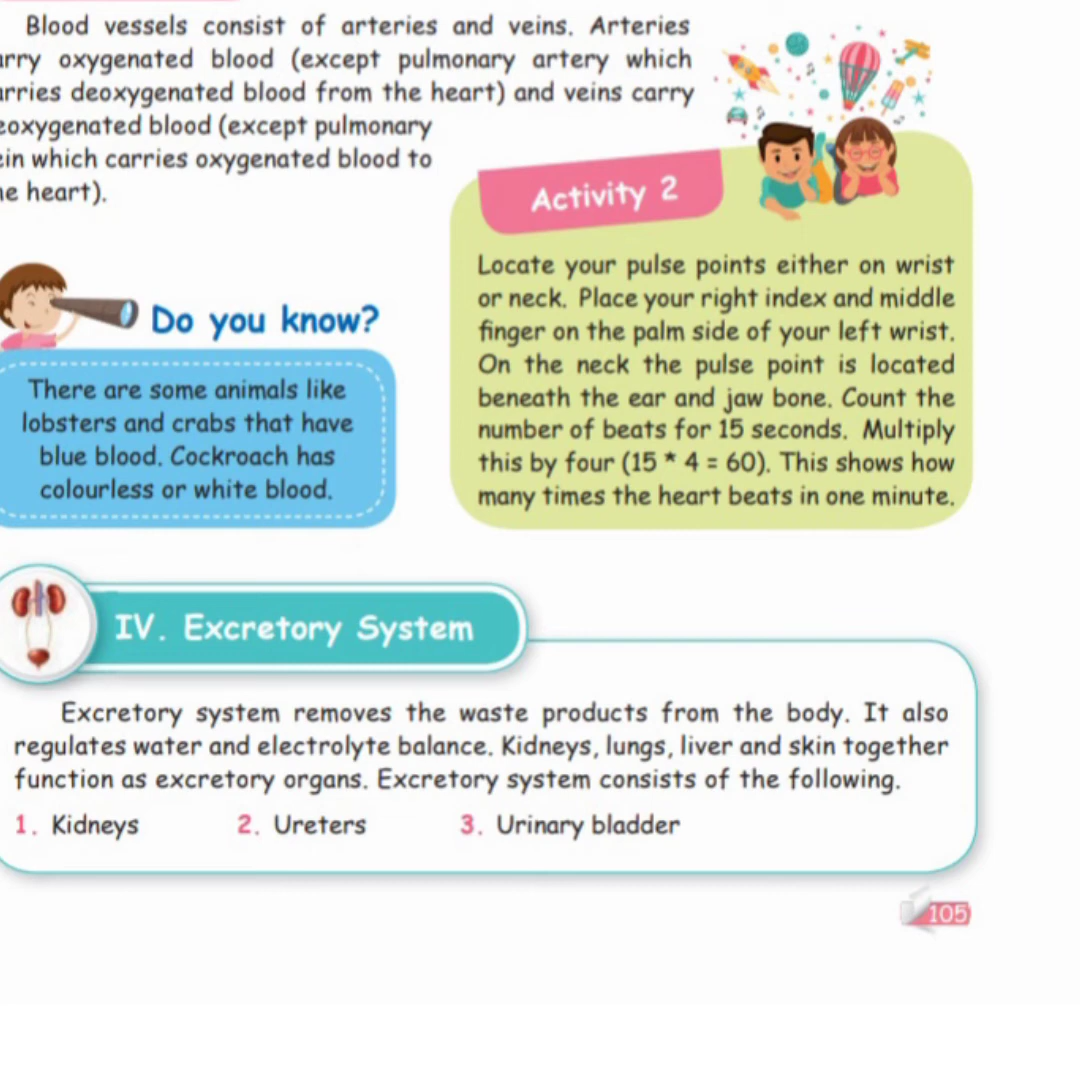 Blood vessels consist of arteries and veins. Arteries
rry oxygenated blood (except pulmonary artery which
rries deoxygenated blood from the heart) and veins carry
eoxygenated blood (except pulmonary
ein which carries oxygenated blood to
e heart).
Activity 2
Locate your pulse points either on wrist
or neck. Place your right index and middle
finger on the palm side of your left wrist.
On the neck the pulse point is located
beneath the ear and jaw bone. Count the
number of beats for 15 seconds. Multiply
this by four (15 * 4 = 60). This shows how
many times the heart beats in one minute.
Do you know?
There are some animals like
lobsters and crabs that have
blue blood. Cockroach has
colourless or white blood.
IV. Excretory System
Excretory system removes the waste products from the body. It also
regulates water and electrolyte balance. Kidneys, lungs, liver and skin together
function as excretory organs. Excretory system consists of the following.
1. Kidneys 2. Ureters 3. Urinary bladder
105